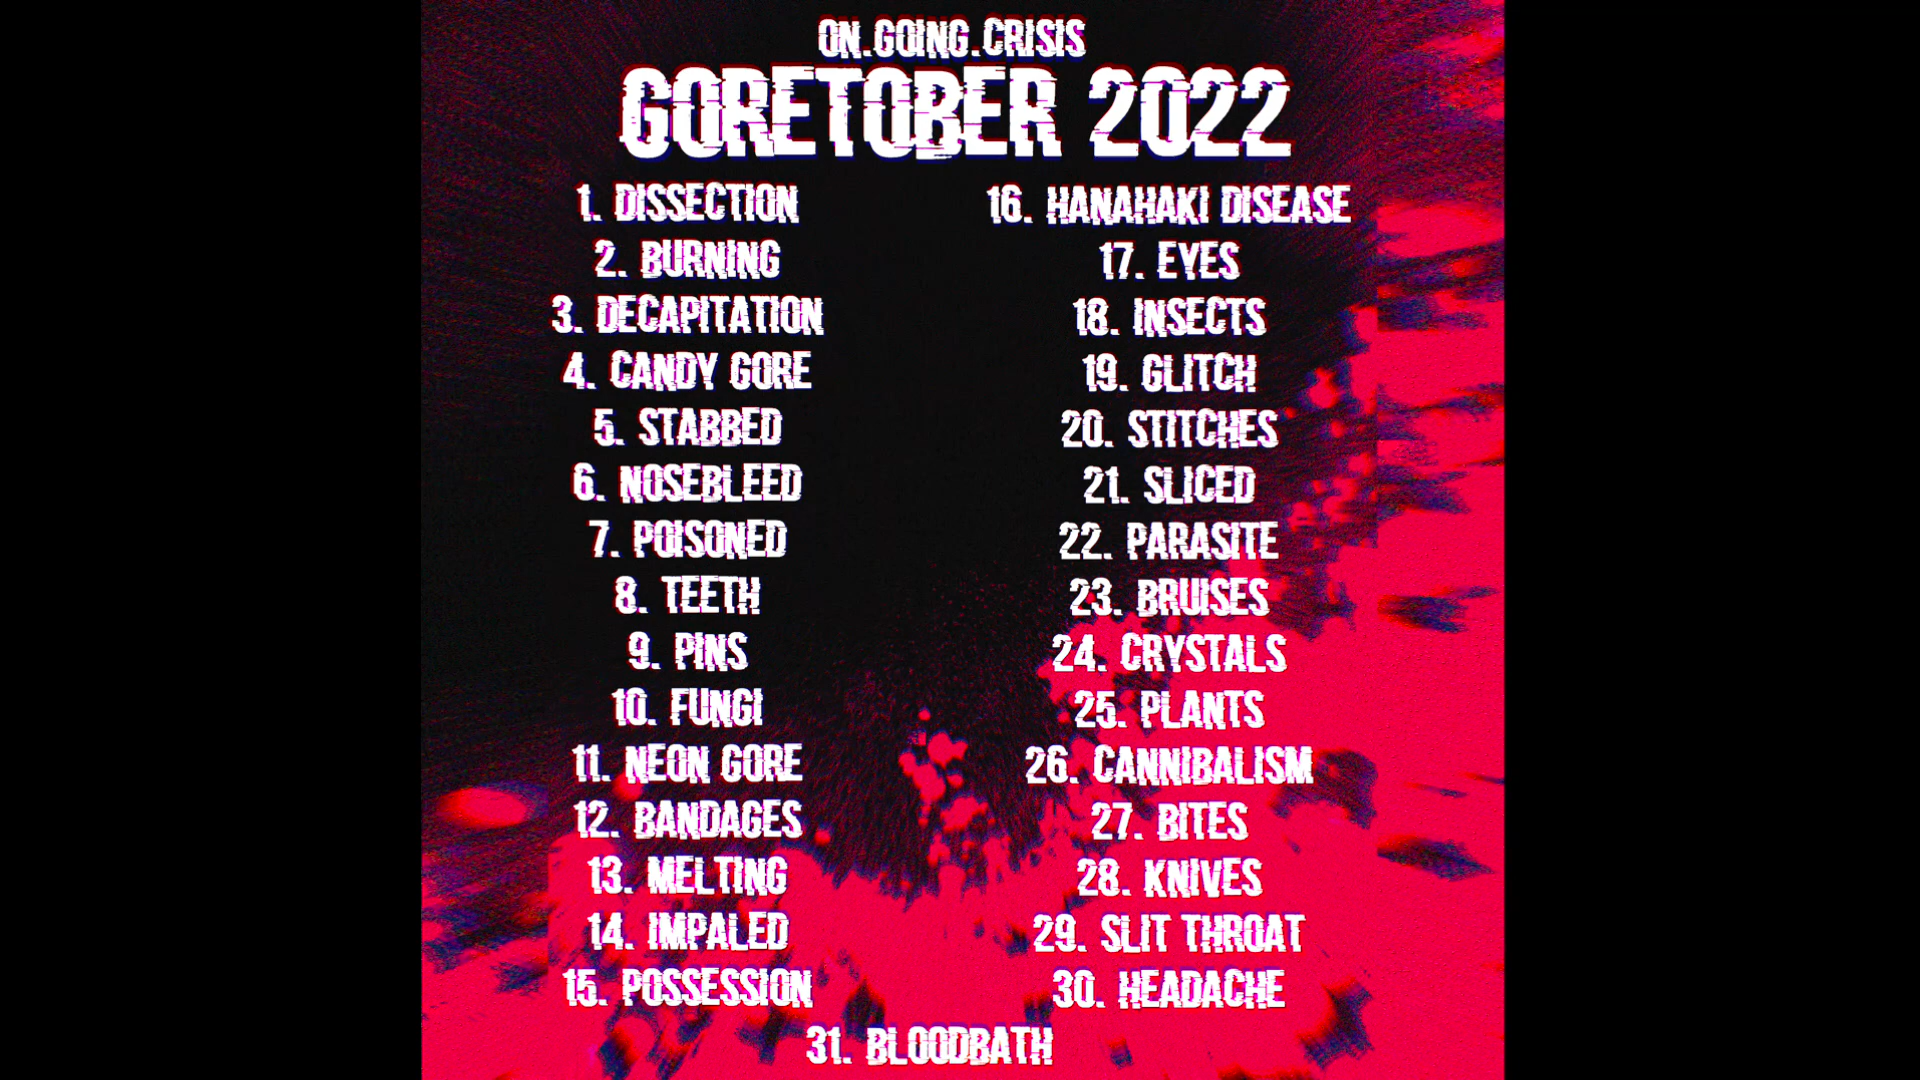 ON.GOING.CRISIS
GORETOBER 2022
1. DISSECTION
2. BURNING
3. DECAPITATION
4. CANDY GORE
5. STABBED
6. NOSEBLEED
7. POISONED
8. TEETH
9. PINS
10. FUNGI
11. NEON GORE
12. BANDAGES
13. MELTING
14. IMPALED
15. POSSESSION
16. HANAHAKI DISEASE
17. EYES
18. INSECTS
19. GLITCH
20. STITCHES
21. SLICED
22. PARASITE
23. BRUISES
24. CRYSTALS
25. PLANTS
26. CANNIBALISM
27. BITES
28. KNIVES
29. SLIT THROAT
30. HEADACHE
31. BLOODBATH